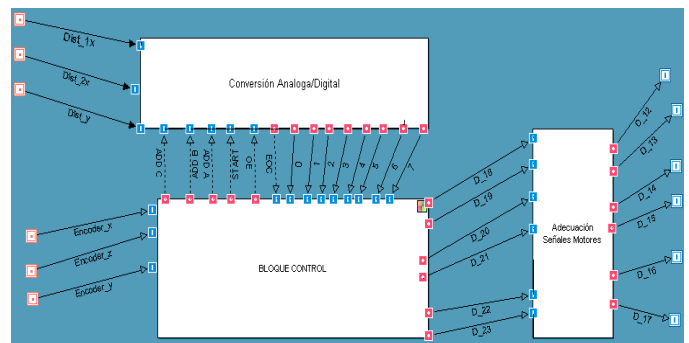 Dist_1x
Dist_2x
Dist_y
Conversión Analoga/Digital
ADD C
ADD B
ADD A
START
OE
EOC
0
1
2
3
4
5
6
7
Encoder_x
Encoder_z
Encoder_y
BLOQUE CONTROL
D_18
D_19
D_20
D_21
D_22
D_23
Adecuación
Señales Motores
D_12
D_13
D_14
D_15
D_16
D_17